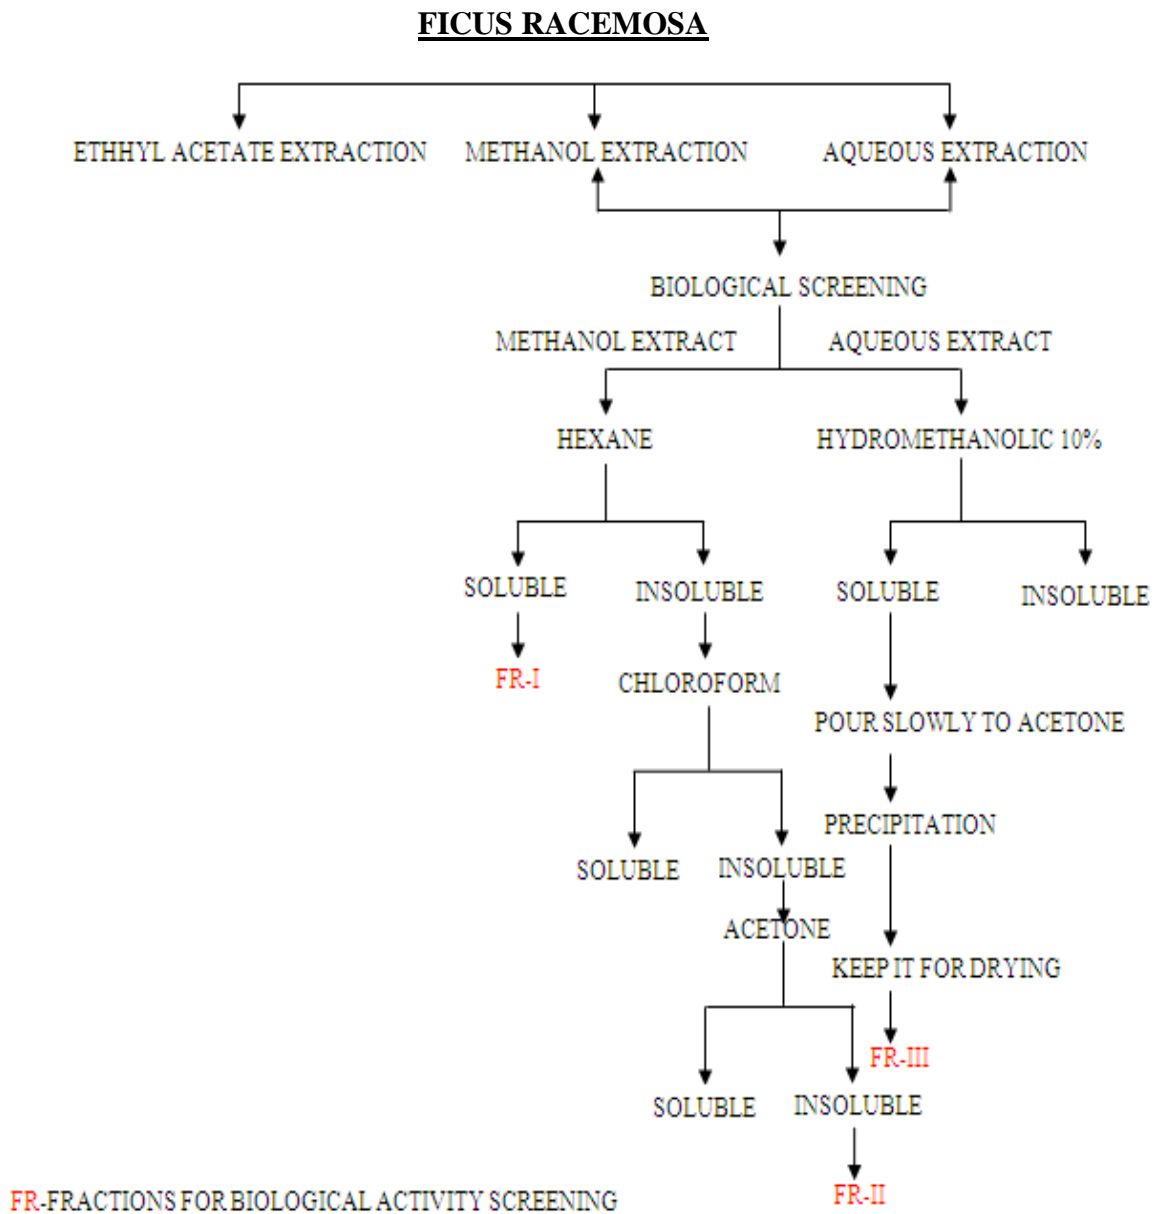 FICUS RACEMOSA
ETHHYL ACETATE EXTRACTION METHANOL EXTRACTION AQUEOUS EXTRACTION
BIOLOGICAL SCREENING
METHANOL EXTRACT AQUEOUS EXTRACT
HEXANE HYDROMETHANOLIC 10%
SOLUBLE INSOLUBLE SOLUBLE INSOLUBLE
FR-I CHLOROFORM
POUR SLOWLY TO ACETONE
PRECIPITATION
SOLUBLE INSOLUBLE
ACETONE
KEEP IT FOR DRYING
FR-III
SOLUBLE INSOLUBLE
FR-II
FR-FRACTIONS FOR BIOLOGICAL ACTIVITY SCREENING